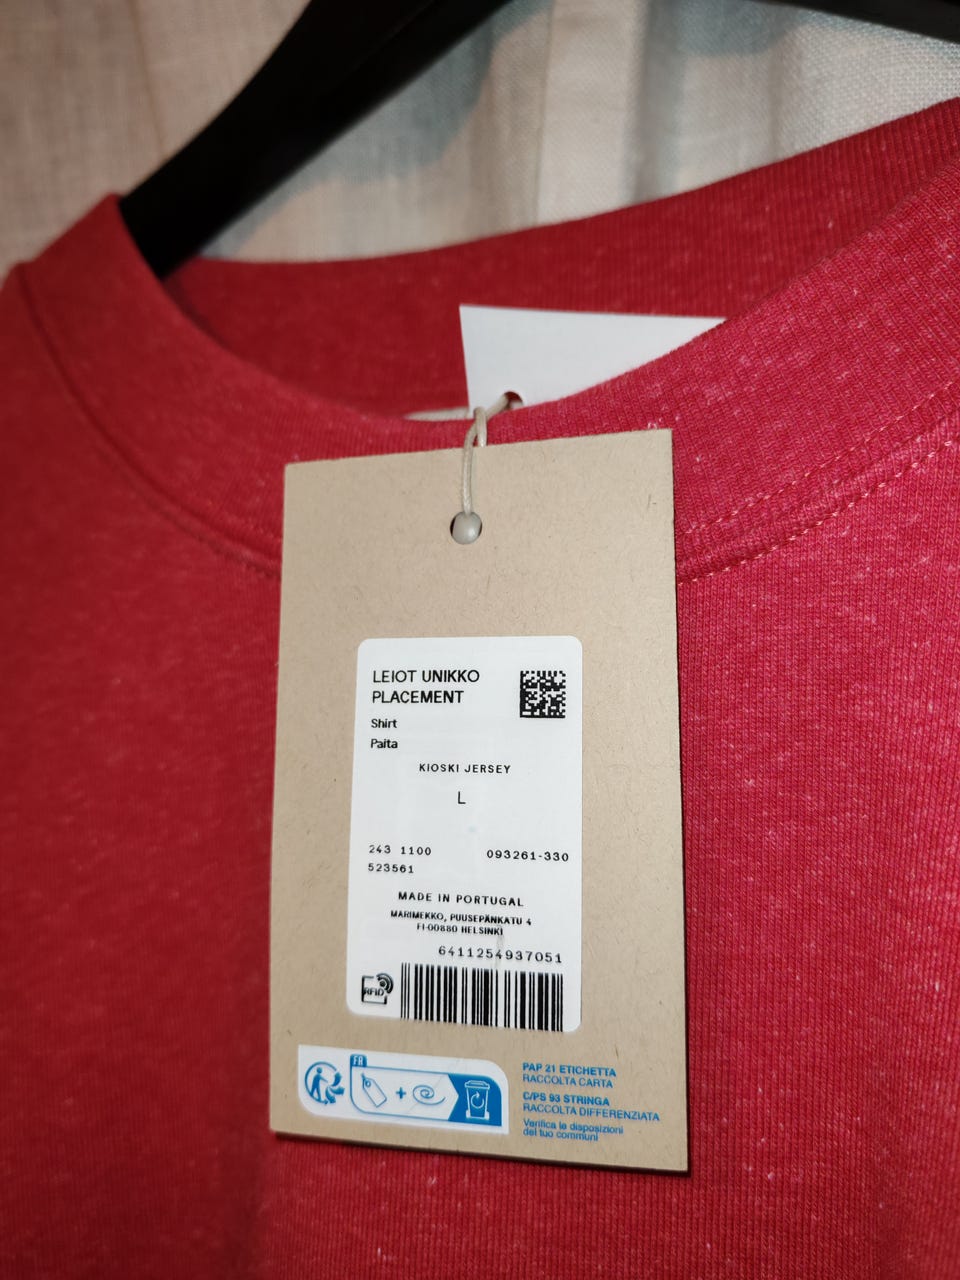 LEIOT UNIKKO
PLACEMENT
Shirt
Paita
KIOSKI JERSEY
L
243 1100 093261-330
523561
MADE IN PORTUGAL
MARIMEKKO, PUUSEPÄNKATU 4
FI-00880 HELSINKI
6411254937051
RFID
FR
PAP 21 ETICHETTA
RACCOLTA CARTA
C/PS 93 STRINGA
RACCOLTA DIFFERENZIATA
Verifica le disposizioni
del tuo communi